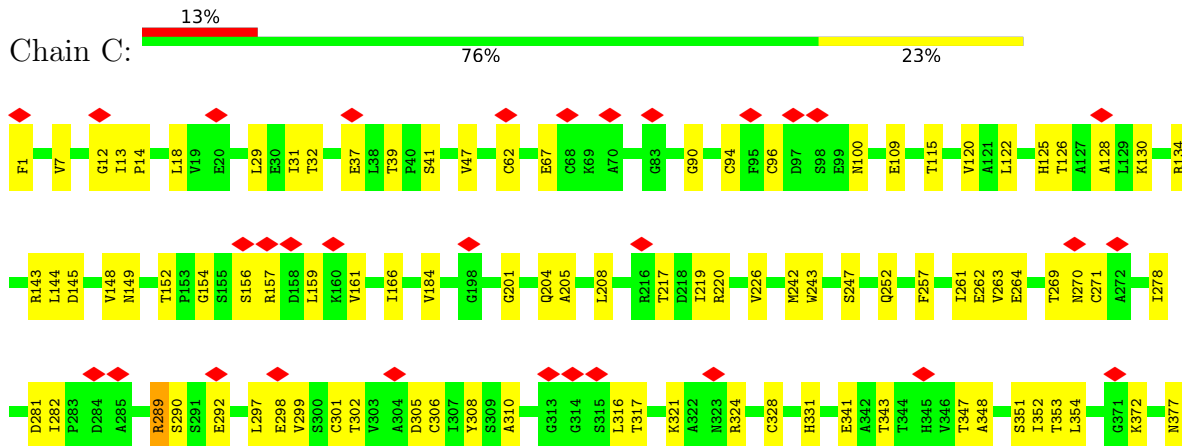 13%
Chain C:
76% 23%
F1 V7 G12 I13 P14 L18 V19 E20 L29 E30 I31 T32 E37 L38 T39 P40 S41 V47 C62 E67 C68 K69 A70 G83 G90 C94 F95 C96 D97 S98 E99 N100 E109 T115 V120 A121 L122 H125 T126 A127 A128 L129 K130 R134
R143 L144 D145 V148 N149 T152 P153 G154 S155 S156 R157 D158 L159 K160 V161 I166 V184 G198 G201 Q204 A205 L208 R216 T217 D218 I219 R220 V226 M242 W243 S247 Q252 F257 I261 E262 V263 E264 T269 N270 C271 A272 I278
D281 I282 P283 D284 A285 R289 S290 S291 E292 L297 E298 V299 S300 C301 T302 V303 A304 D305 C306 I307 Y308 S309 A310 G313 G314 S315 L316 T317 K321 A322 N323 R324 C328 H331 E341 A342 T343 T344 H345 V346 T347 A348 S351 I352 T353 L354 G371 K372 N377